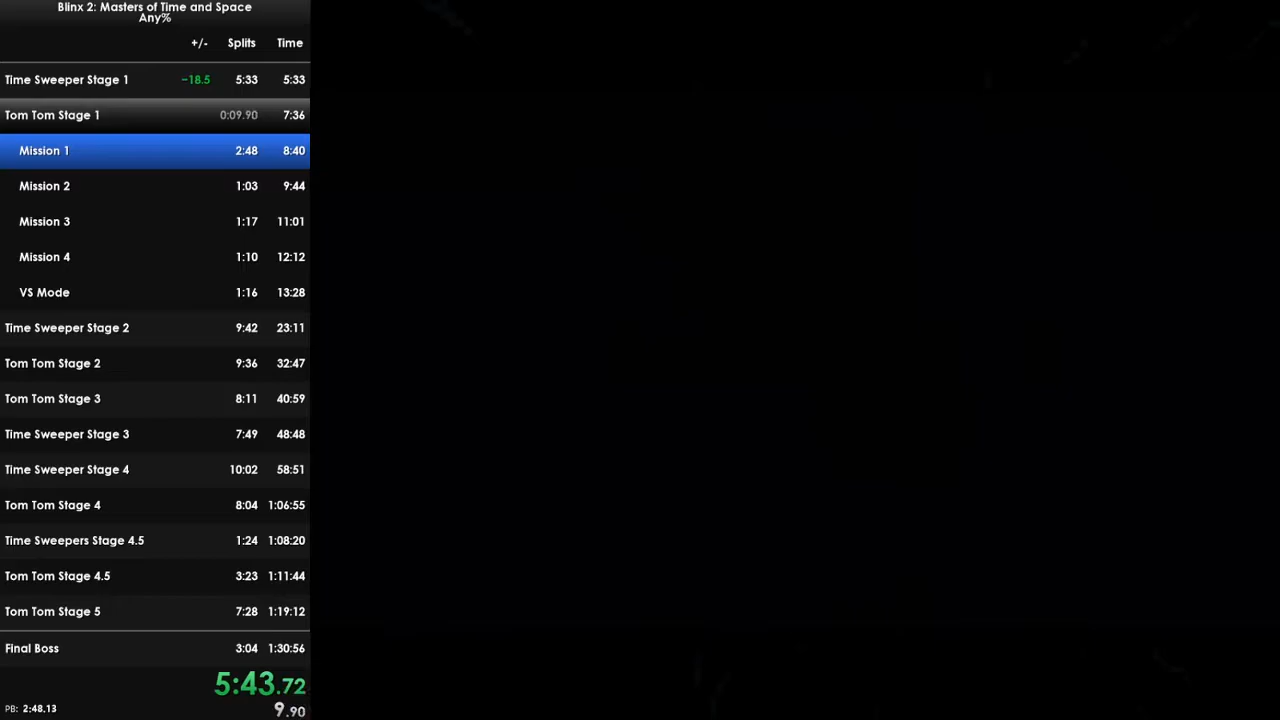 Blinx 2: Masters of Time and Space
Any%
+/- Splits Time
Time Sweeper Stage 1 −18.5 5:33 5:33
Tom Tom Stage 1 0:09.90 7:36
Mission 1 2:48 8:40
Mission 2 1:03 9:44
Mission 3 1:17 11:01
Mission 4 1:10 12:12
VS Mode 1:16 13:28
Time Sweeper Stage 2 9:42 23:11
Tom Tom Stage 2 9:36 32:47
Tom Tom Stage 3 8:11 40:59
Time Sweeper Stage 3 7:49 48:48
Time Sweeper Stage 4 10:02 58:51
Tom Tom Stage 4 8:04 1:06:55
Time Sweepers Stage 4.5 1:24 1:08:20
Tom Tom Stage 4.5 3:23 1:11:44
Tom Tom Stage 5 7:28 1:19:12
Final Boss 3:04 1:30:56
5:43.72
PB: 2:48.13 9.90